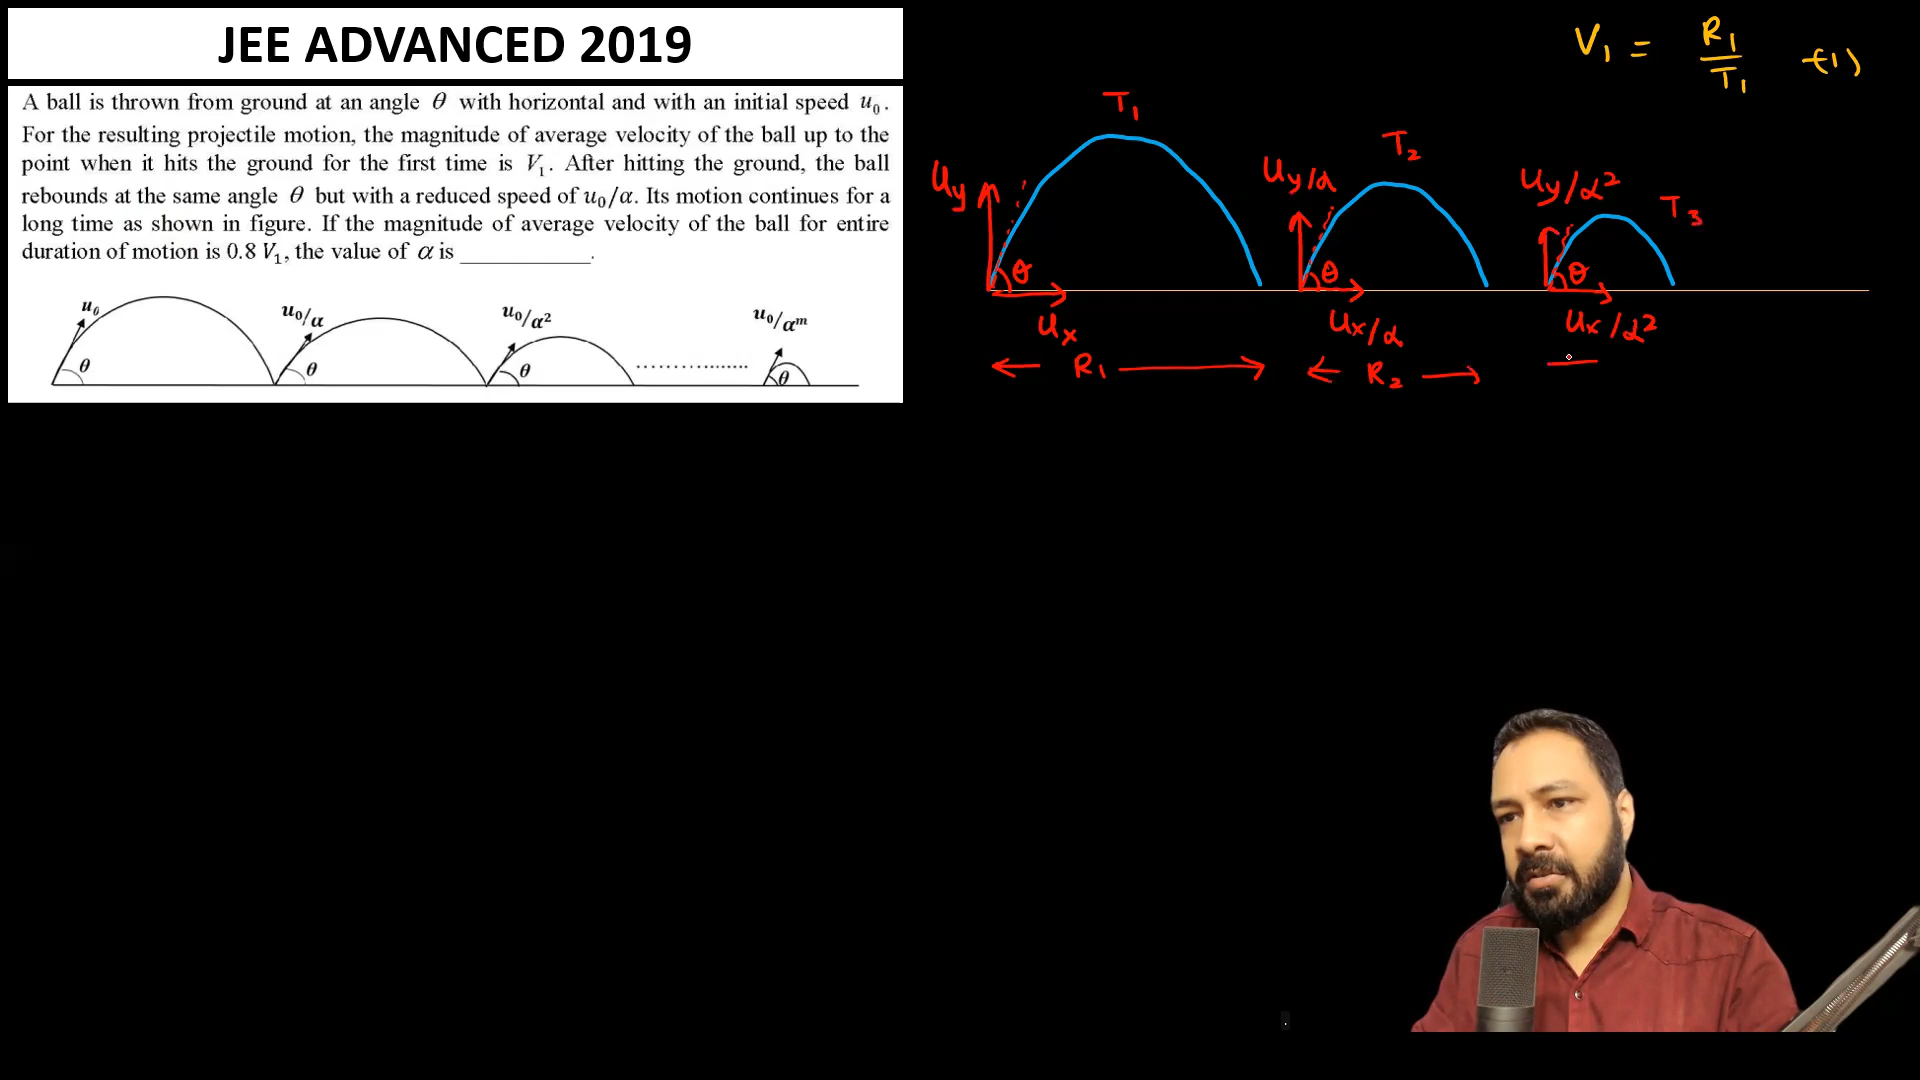 JEE ADVANCED 2019
A ball is thrown from ground at an angle θ with horizontal and with an initial speed u₀.
For the resulting projectile motion, the magnitude of average velocity of the ball up to the
point when it hits the ground for the first time is V₁. After hitting the ground, the ball
rebounds at the same angle θ but with a reduced speed of u₀/α. Its motion continues for a
long time as shown in figure. If the magnitude of average velocity of the ball for entire
duration of motion is 0.8 V₁, the value of α is ____________.
u₀ u₀/α u₀/α² u₀/αᵐ
θ θ θ .................. θ
V₁ = R₁/T₁ -(1)
T₁ T₂ T₃
uy uy/α uy/α²
θ θ θ
ux ux/α ux/α²
R₁ R₂